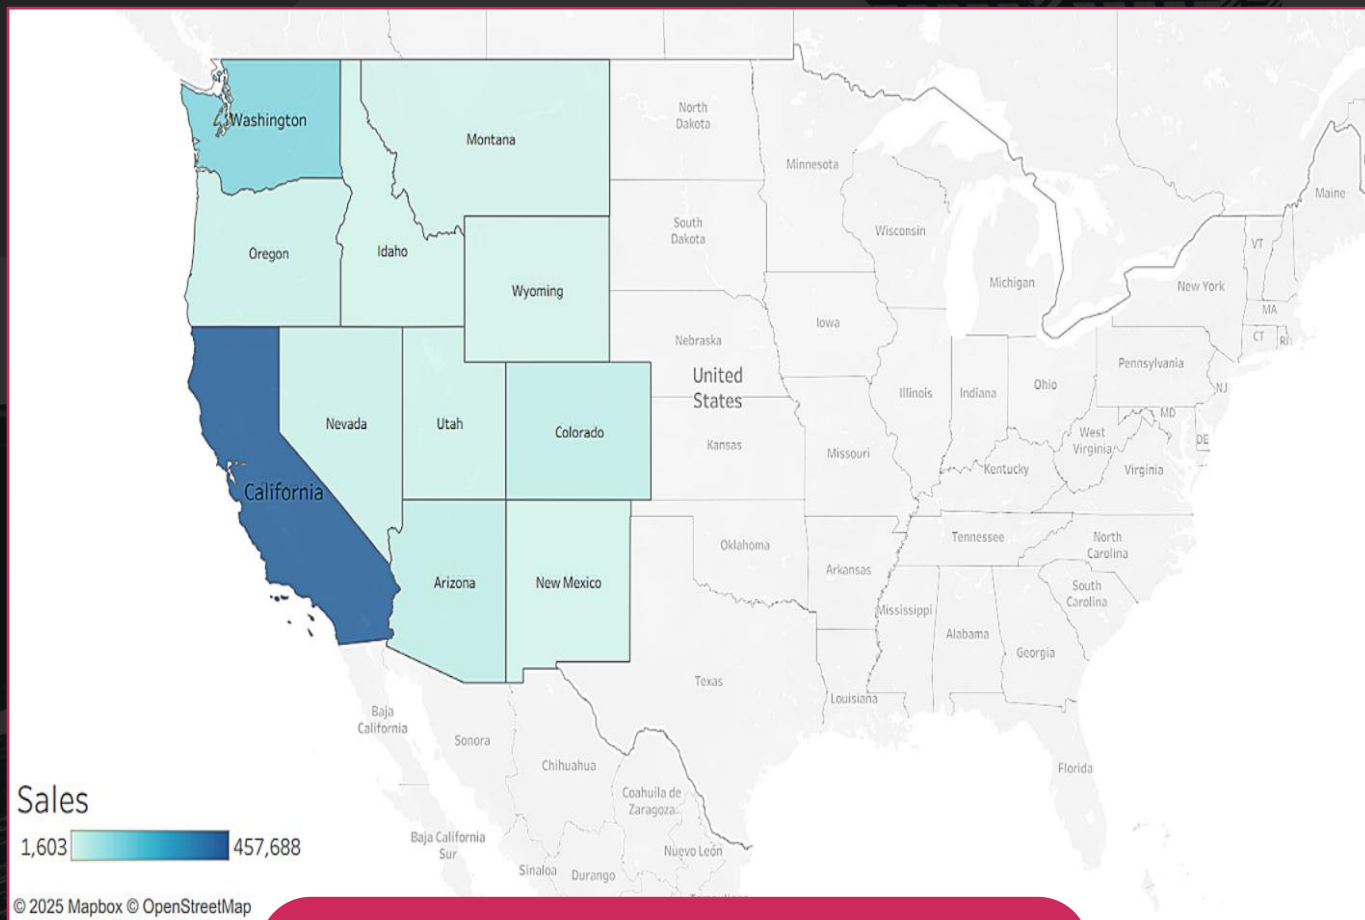 North
Dakota
Washington
Montana
Minnesota
Maine
South
Dakota
Wisconsin
VT
Oregon
Idaho
Michigan
New York
Wyoming
MA
Iowa
CT
Nebraska
Pennsylvania
United
States
Ohio
NJ
Illinois
Indiana
MD
Nevada
Utah
Colorado
Kansas
West
Virginia
DE
Missouri
Kentucky
Virginia
California
Oklahoma
Tennessee
North
Carolina
Arizona
New Mexico
Arkansas
South
Carolina
Mississippi
Alabama
Georgia
Texas
Louisiana
Baja
California
Sonora
Chihuahua
Florida
Coahuila de
Zaragoza
Baja California
Sur
Nuevo León
Sinaloa
Durango
Sales
1,603
457,688
© 2025 Mapbox © OpenStreetMap